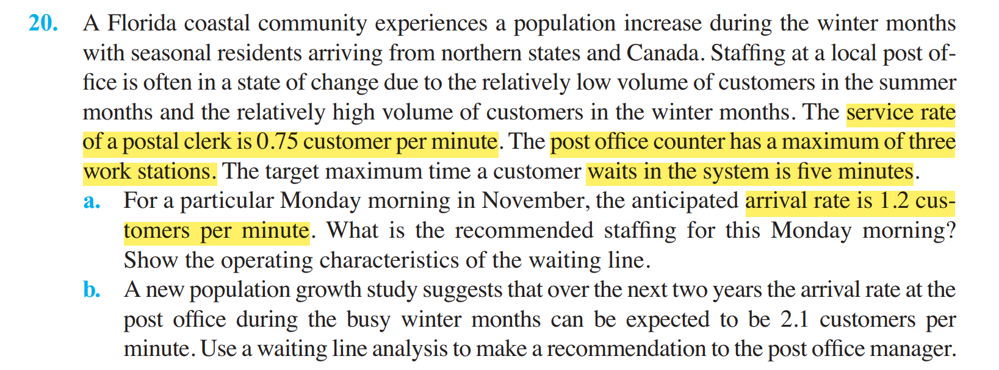 20. A Florida coastal community experiences a population increase during the winter months
with seasonal residents arriving from northern states and Canada. Staffing at a local post of-
fice is often in a state of change due to the relatively low volume of customers in the summer
months and the relatively high volume of customers in the winter months. The service rate
of a postal clerk is 0.75 customer per minute. The post office counter has a maximum of three
work stations. The target maximum time a customer waits in the system is five minutes.
a. For a particular Monday morning in November, the anticipated arrival rate is 1.2 cus-
tomers per minute. What is the recommended staffing for this Monday morning?
Show the operating characteristics of the waiting line.
b. A new population growth study suggests that over the next two years the arrival rate at the
post office during the busy winter months can be expected to be 2.1 customers per
minute. Use a waiting line analysis to make a recommendation to the post office manager.